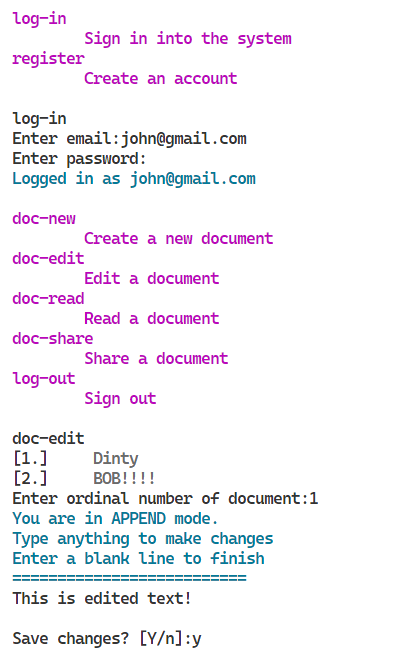 log-in
Sign in into the system
register
Create an account
log-in
Enter email:john@gmail.com
Enter password:
Logged in as john@gmail.com
doc-new
Create a new document
doc-edit
Edit a document
doc-read
Read a document
doc-share
Share a document
log-out
Sign out
doc-edit
[1.] Dinty
[2.] BOB!!!!
Enter ordinal number of document:1
You are in APPEND mode.
Type anything to make changes
Enter a blank line to finish
==========================
This is edited text!
Save changes? [Y/n]:y